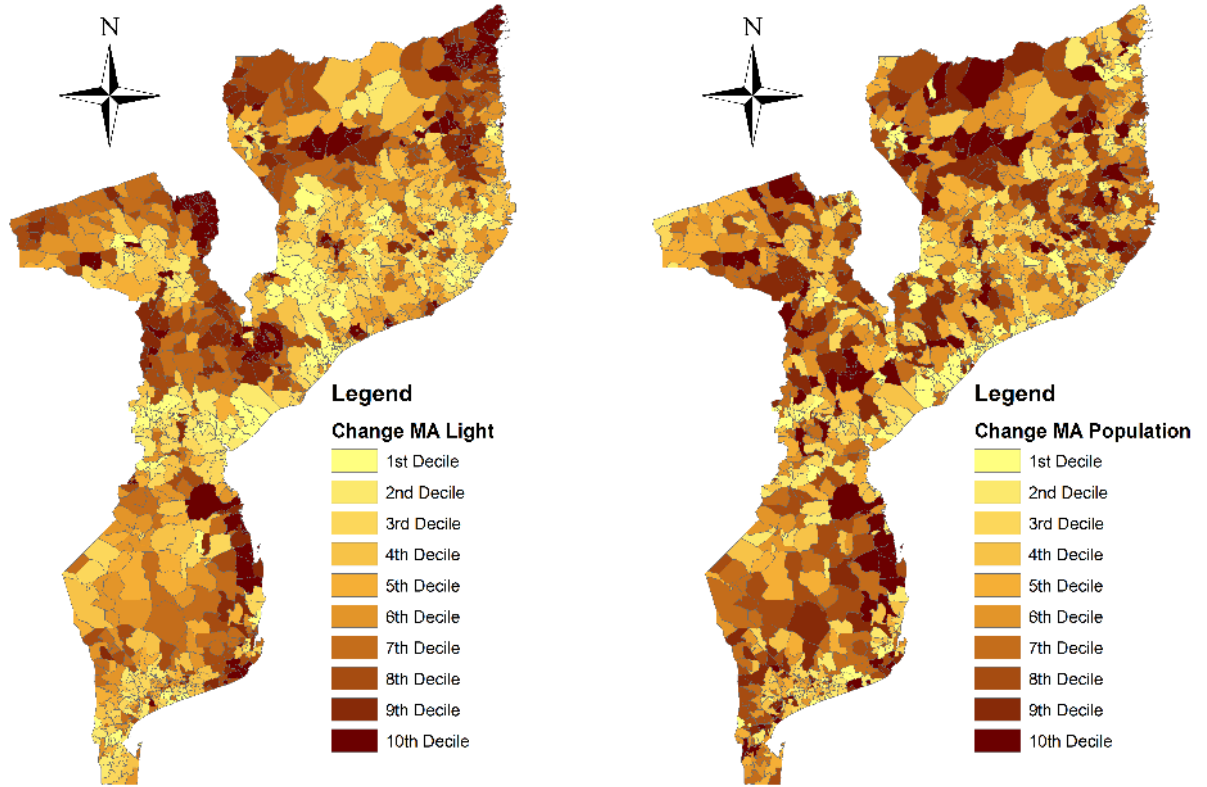 N
Legend
Change MA Light
1st Decile
2nd Decile
3rd Decile
4th Decile
5th Decile
6th Decile
7th Decile
8th Decile
9th Decile
10th Decile
N
Legend
Change MA Population
1st Decile
2nd Decile
3rd Decile
4th Decile
5th Decile
6th Decile
7th Decile
8th Decile
9th Decile
10th Decile